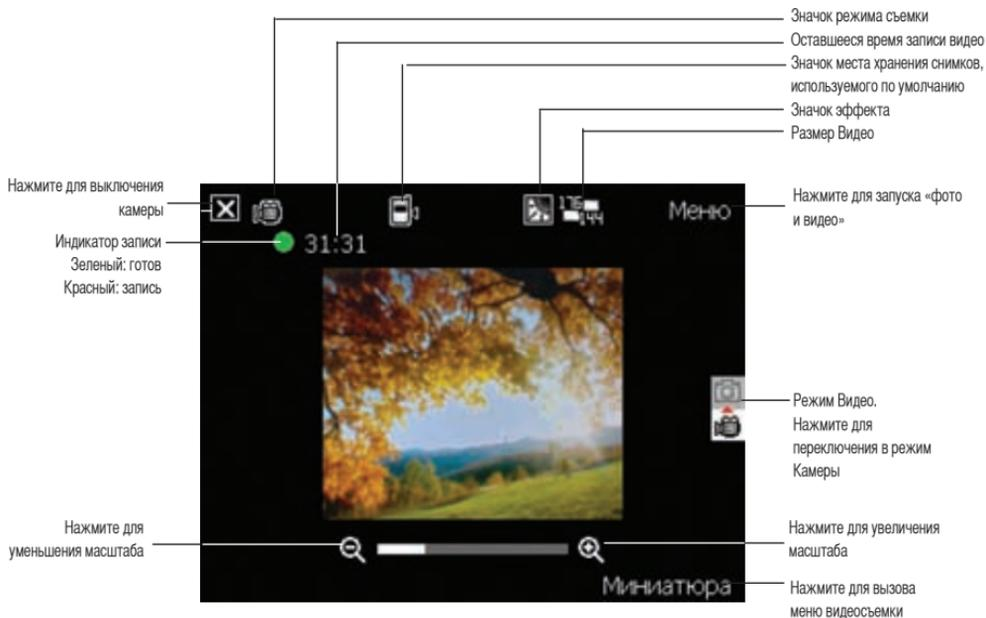 Значок режима съемки
Оставшееся время записи видео
Значок места хранения снимков,
используемого по умолчанию
Значок эффекта
Размер Видео
Нажмите для выключения
камеры
Индикатор записи
Зеленый: готов
Красный: запись
176
144
Меню
31:31
Нажмите для запуска «фото
и видео»
Режим Видео.
Нажмите для
переключения в режим
Камеры
Нажмите для
уменьшения масштаба
Нажмите для увеличения
масштаба
Миниатюра
Нажмите для вызова
меню видеосъемки